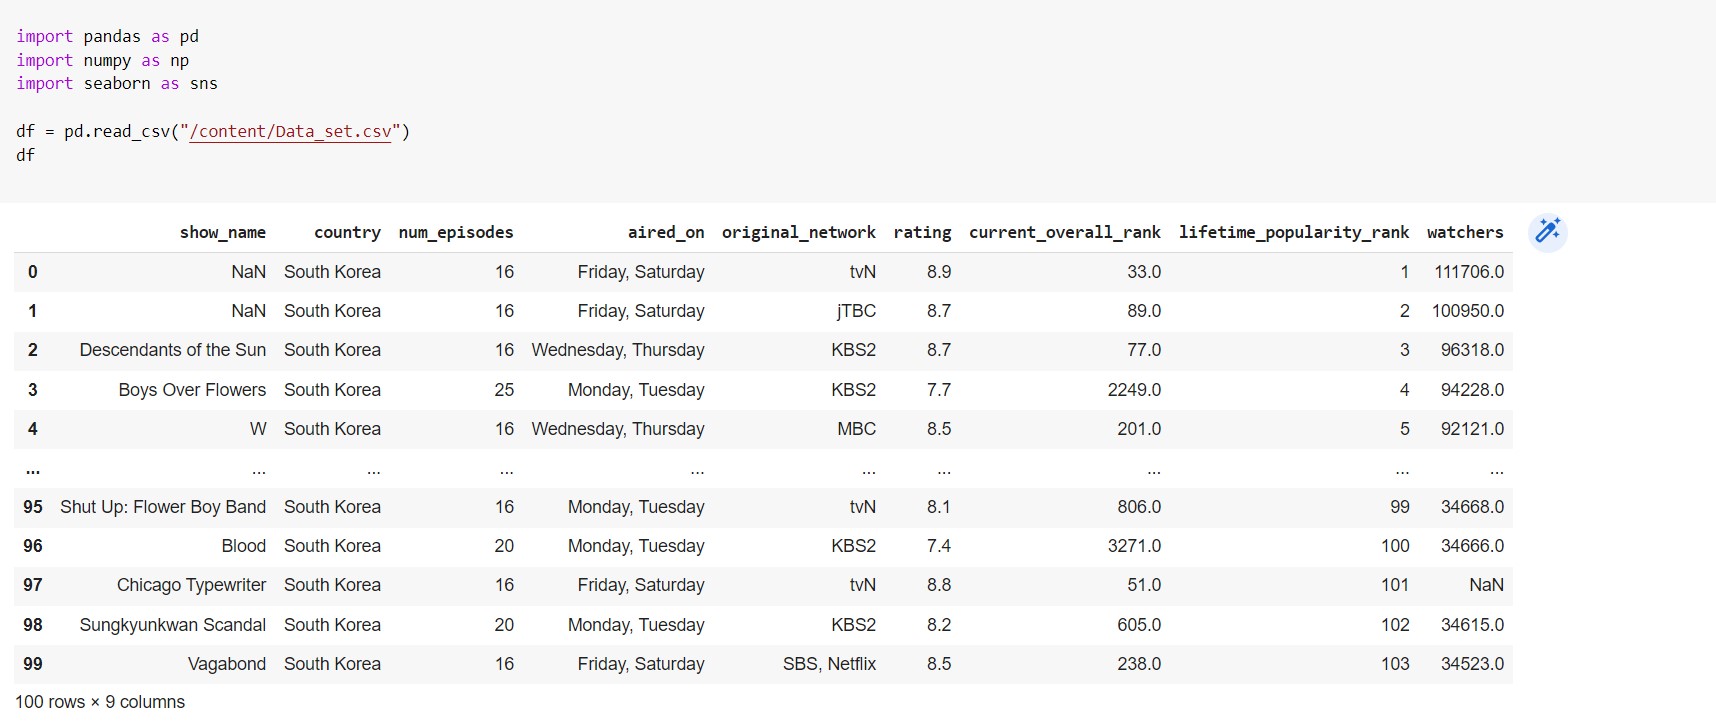 import pandas as pd
import numpy as np
import seaborn as sns
df = pd.read_csv("/content/Data_set.csv")
df
show_name country num_episodes aired_on original_network rating current_overall_rank lifetime_popularity_rank watchers
0 NaN South Korea 16 Friday, Saturday tvN 8.9 33.0 1 111706.0
1 NaN South Korea 16 Friday, Saturday jTBC 8.7 89.0 2 100950.0
2 Descendants of the Sun South Korea 16 Wednesday, Thursday KBS2 8.7 77.0 3 96318.0
3 Boys Over Flowers South Korea 25 Monday, Tuesday KBS2 7.7 2249.0 4 94228.0
4 W South Korea 16 Wednesday, Thursday MBC 8.5 201.0 5 92121.0
... ... ... ... ... ... ... ... ... ...
95 Shut Up: Flower Boy Band South Korea 16 Monday, Tuesday tvN 8.1 806.0 99 34668.0
96 Blood South Korea 20 Monday, Tuesday KBS2 7.4 3271.0 100 34666.0
97 Chicago Typewriter South Korea 16 Friday, Saturday tvN 8.8 51.0 101 NaN
98 Sungkyunkwan Scandal South Korea 20 Monday, Tuesday KBS2 8.2 605.0 102 34615.0
99 Vagabond South Korea 16 Friday, Saturday SBS, Netflix 8.5 238.0 103 34523.0
100 rows × 9 columns